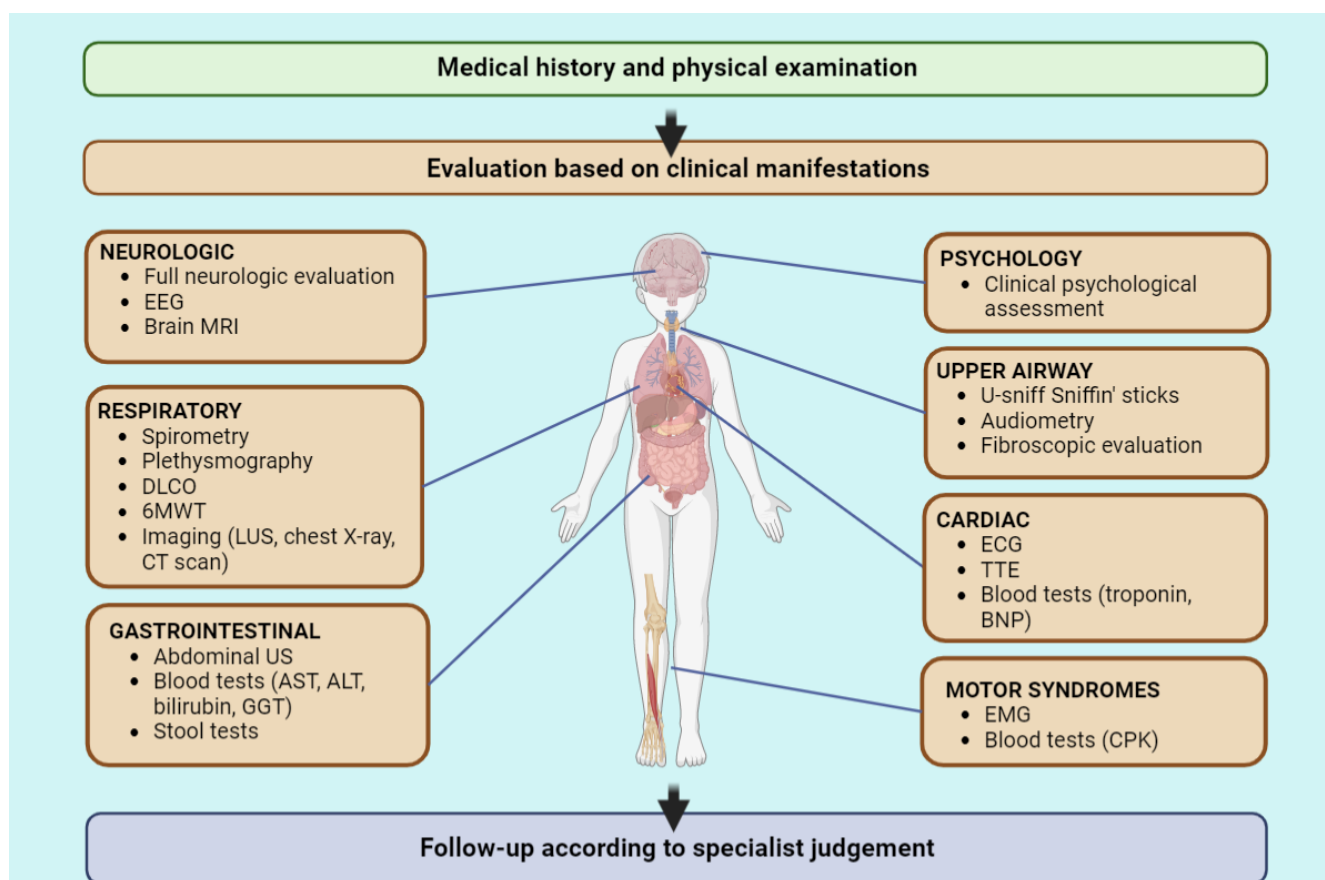 Medical history and physical examination
Evaluation based on clinical manifestations
NEUROLOGIC
• Full neurologic evaluation
• EEG
• Brain MRI
RESPIRATORY
• Spirometry
• Plethysmography
• DLCO
• 6MWT
• Imaging (LUS, chest X-ray,
CT scan)
GASTROINTESTINAL
• Abdominal US
• Blood tests (AST, ALT,
bilirubin, GGT)
• Stool tests
PSYCHOLOGY
• Clinical psychological
assessment
UPPER AIRWAY
• U-sniff Sniffin' sticks
• Audiometry
• Fibroscopic evaluation
CARDIAC
• ECG
• TTE
• Blood tests (troponin,
BNP)
MOTOR SYNDROMES
• EMG
• Blood tests (CPK)
Follow-up according to specialist judgement